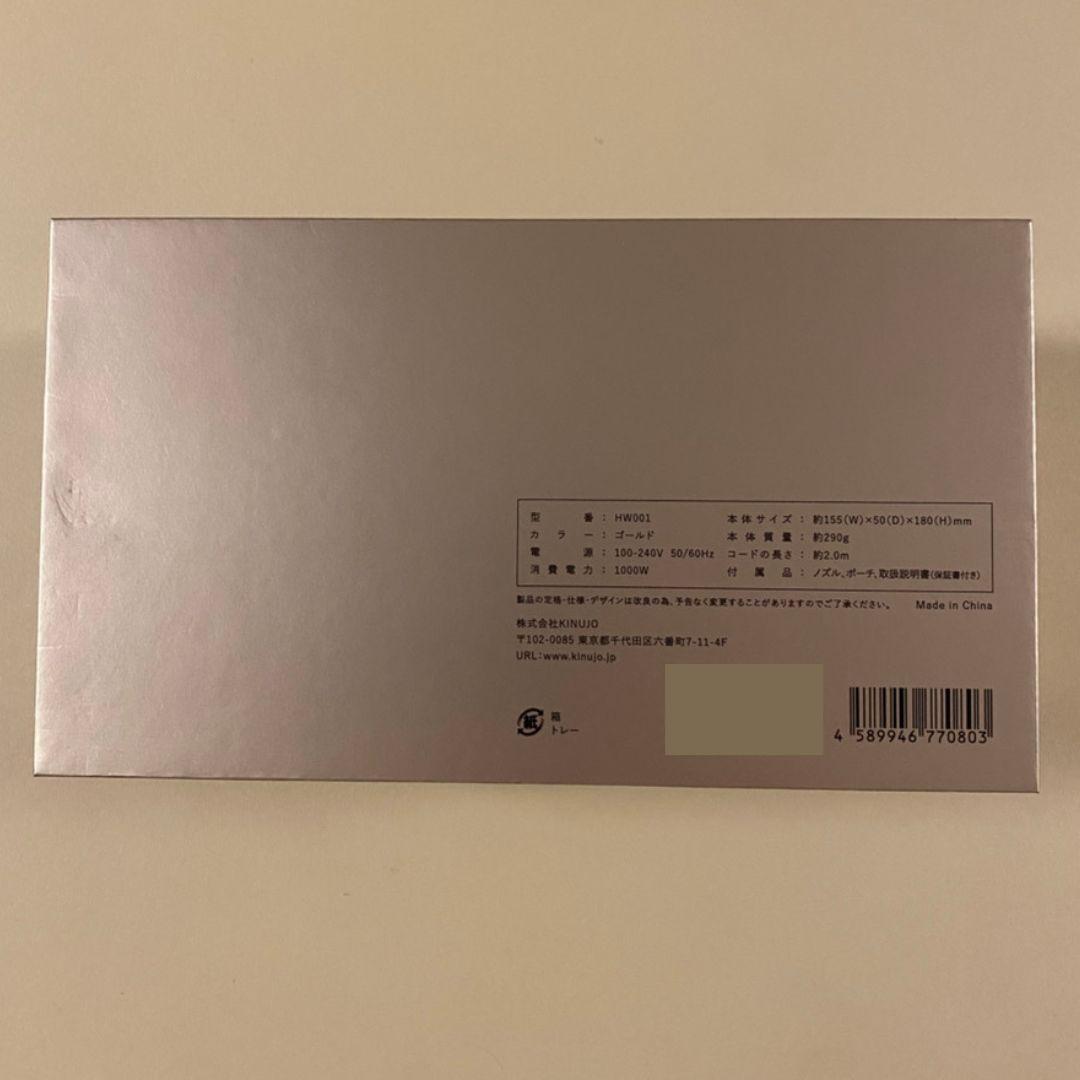 型番：HW001 本体サイズ：約155(W)×50(D)×180(H)mm
カラー：ゴールド 本体質量：約290g
電源：100-240V 50/60Hz コードの長さ：約2.0m
消費電力：1000W 付属品：ノズル、ポーチ、取扱説明書(保証書付き)
製品の定格・仕様・デザインは改良の為、予告なく変更することがありますのでご了承ください。 Made in China
株式会社KINUJO
〒102-0085 東京都千代田区六番町7-11-4F
URL:www.kinujo.jp
紙 箱
トレー
4 589946 770803